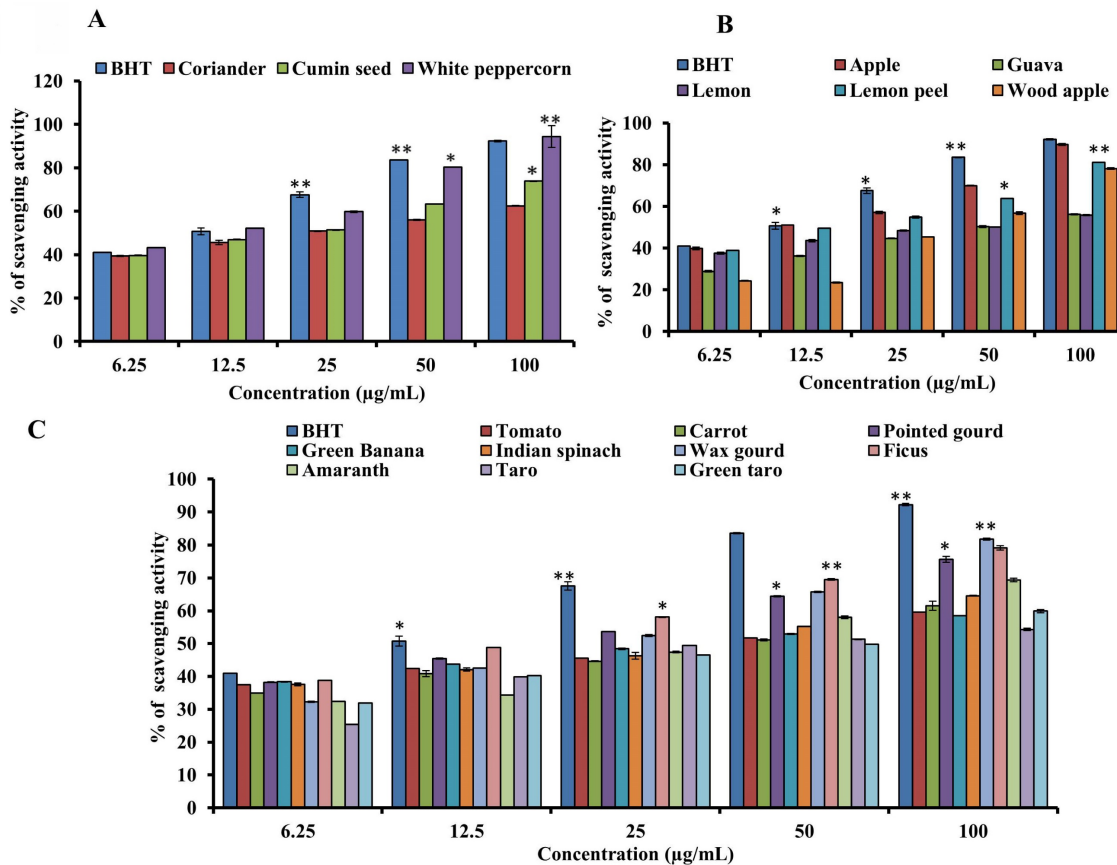 A
BHT Coriander Cumin seed White peppercorn
% of scavenging activity
120
100
80
60
40
20
0
** ** * * **
6.25 12.5 25 50 100
Concentration (µg/mL)
B
BHT Apple Guava
Lemon Lemon peel Wood apple
% of scavenging activity
100
80
60
40
20
0
* * ** * **
6.25 12.5 25 50 100
Concentration (µg/mL)
C
BHT Tomato Carrot Pointed gourd
Green Banana Indian spinach Wax gourd Ficus
Amaranth Taro Green taro
% of scavenging activity
100
90
80
70
60
50
40
30
20
10
0
* ** * * ** ** * **
6.25 12.5 25 50 100
Concentration (µg/mL)